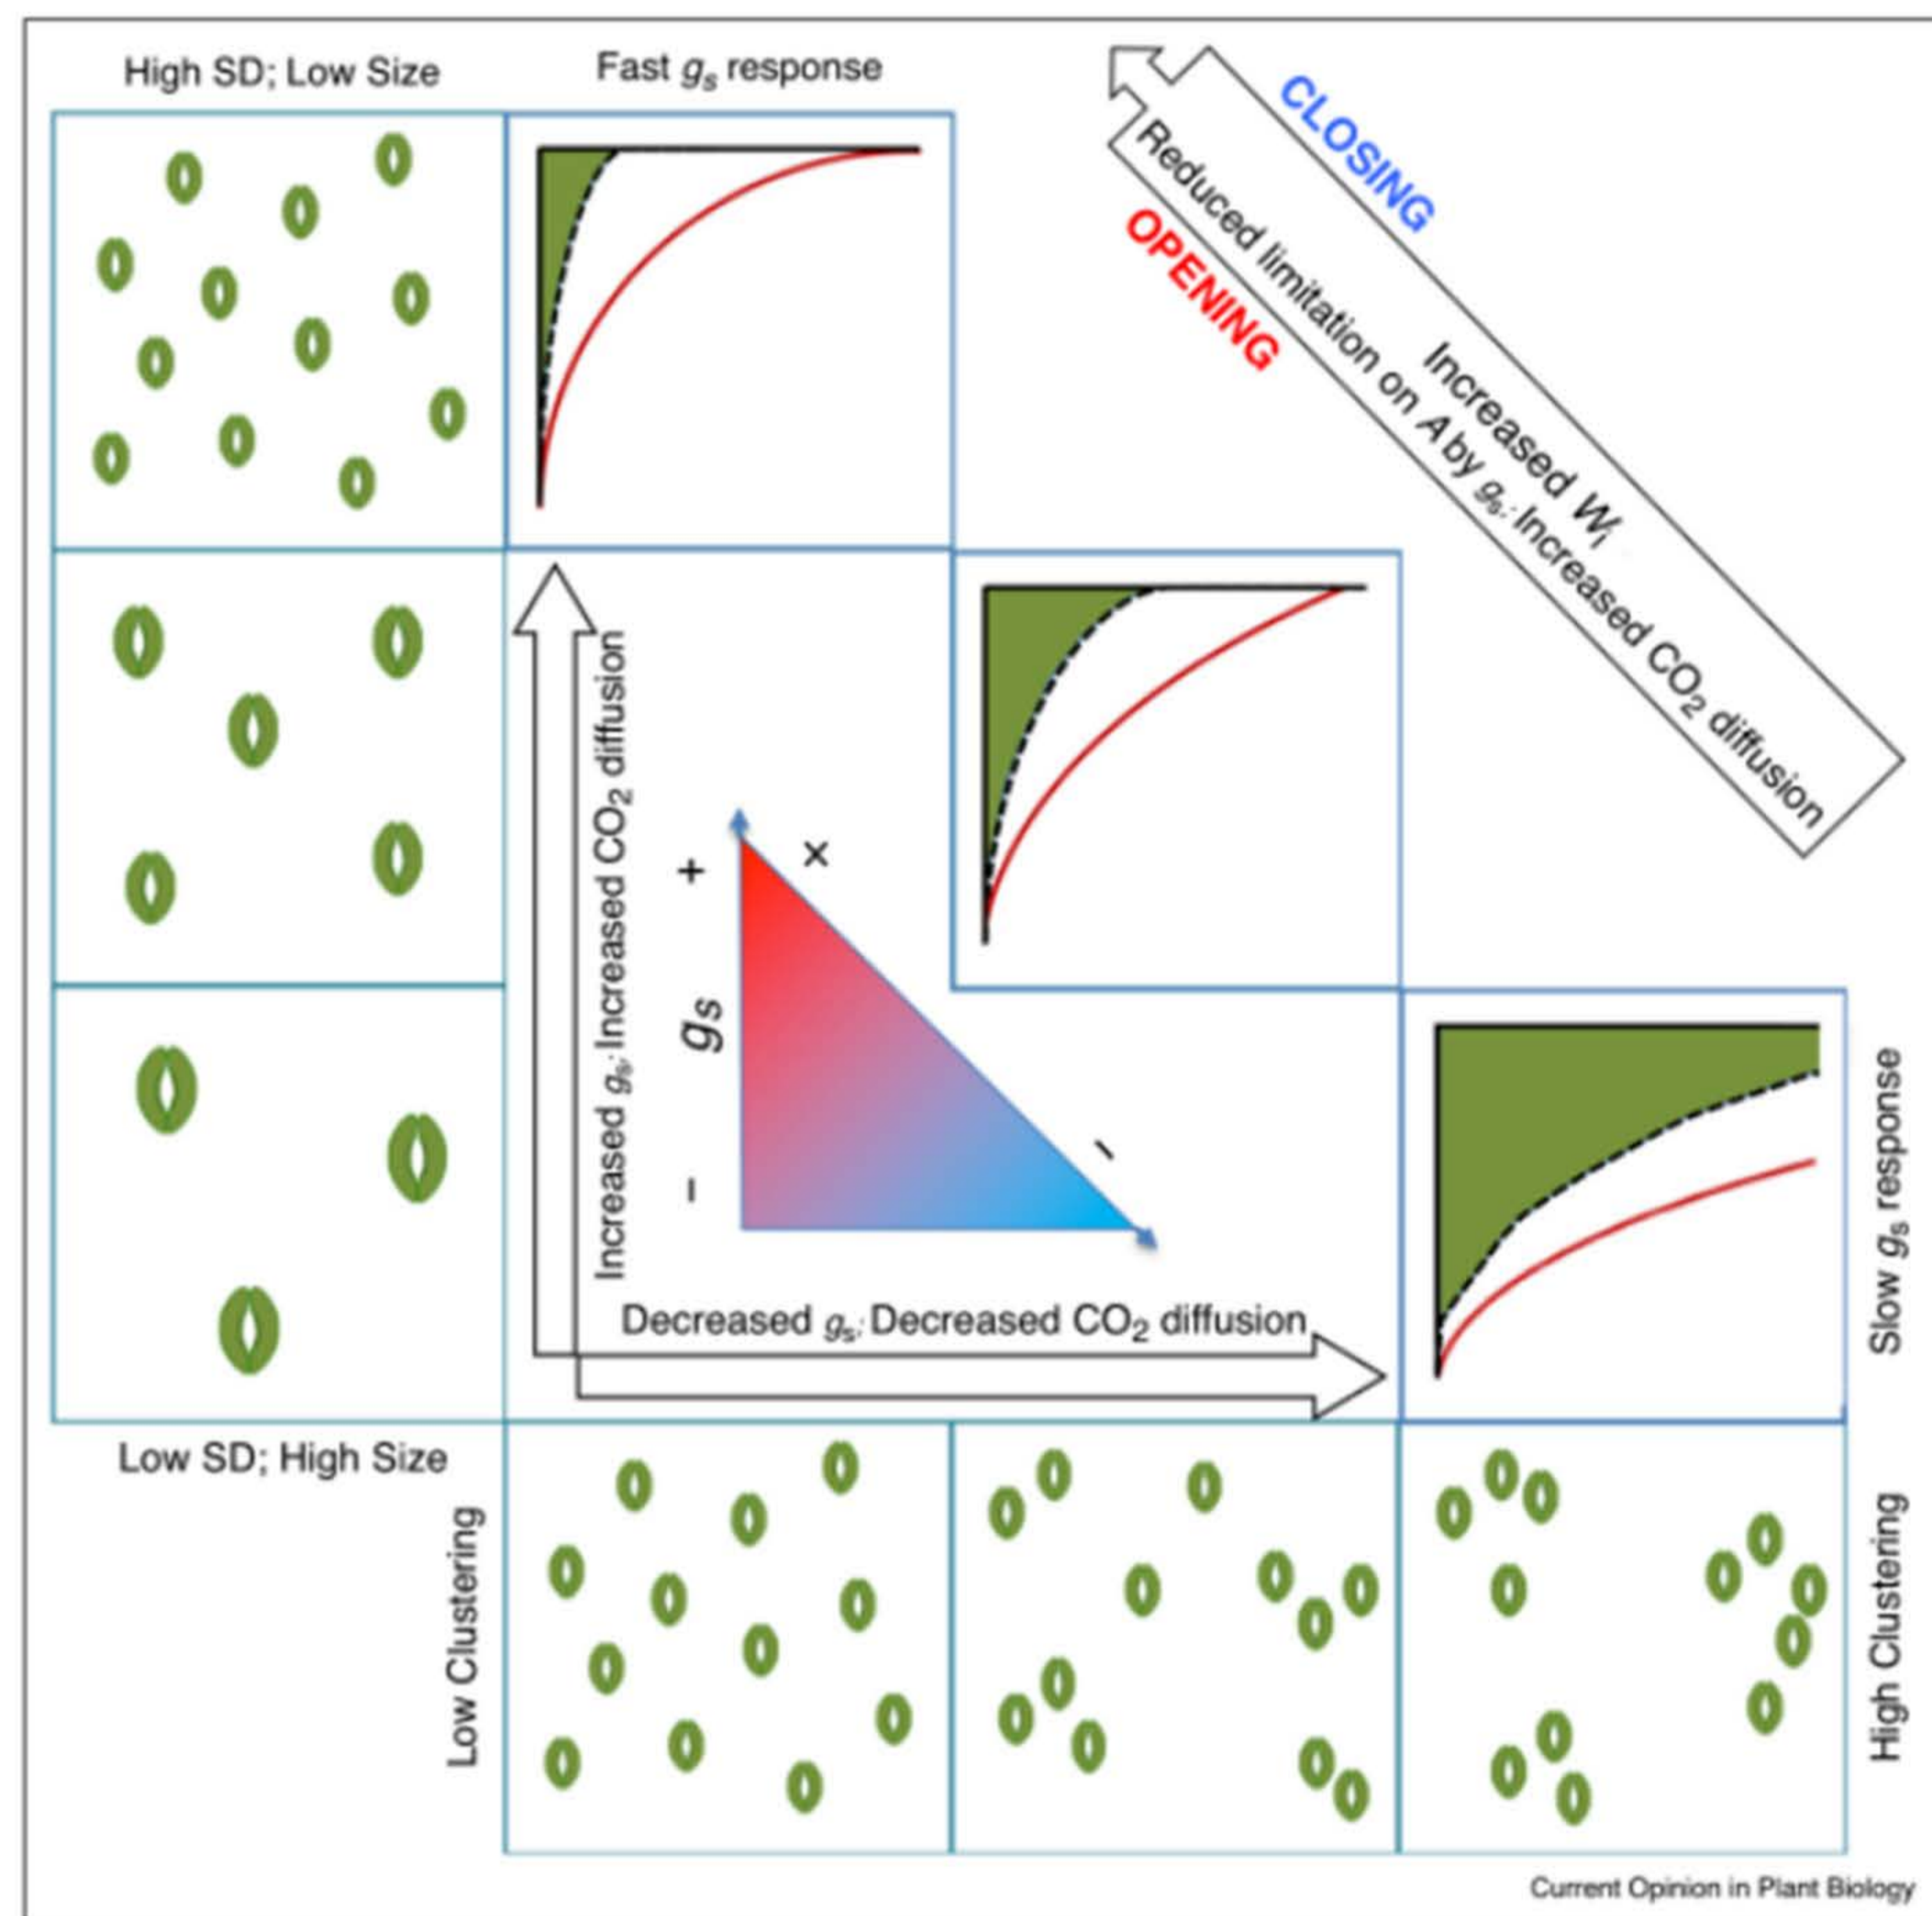 High SD; Low Size
Fast gs response
CLOSING
OPENING
Increased Wi
Reduced limitation on A by gs; Increased CO2 diffusion
Increased gs; Increased CO2 diffusion
+
×
gs
−
−
Decreased gs; Decreased CO2 diffusion
Slow gs response
Low SD; High Size
Low Clustering
High Clustering
Current Opinion in Plant Biology